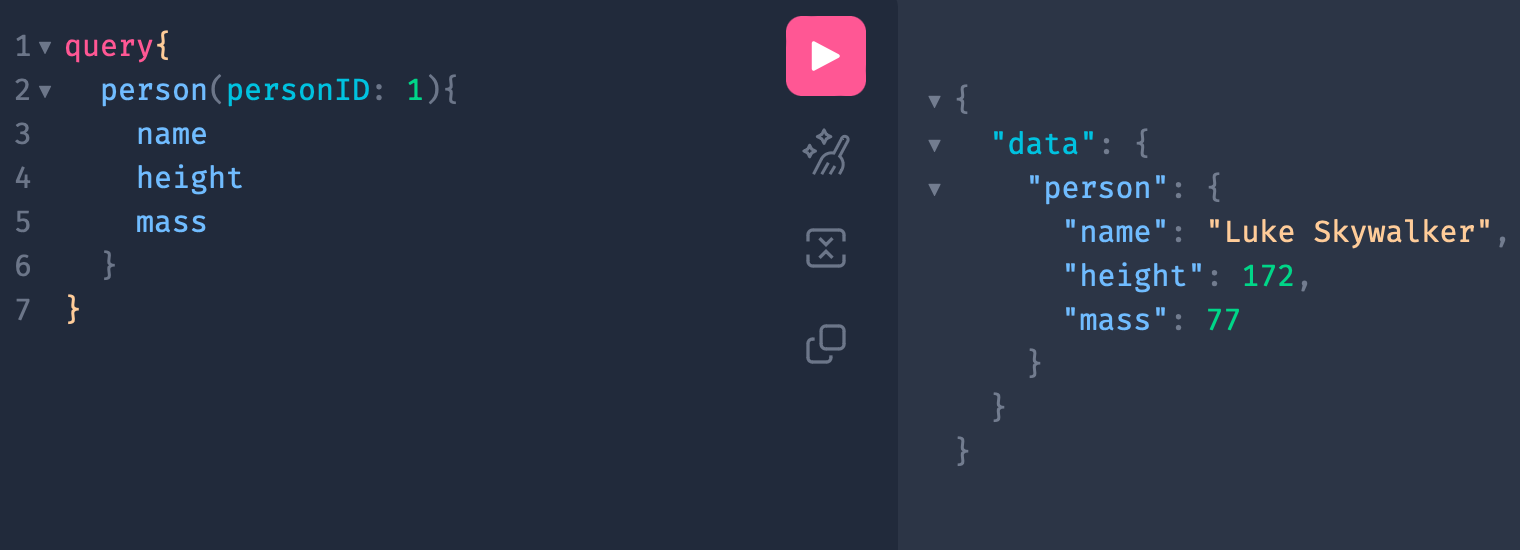 1 query{
2   person(personID: 1){
3     name
4     height
5     mass
6   }
7 }
{
  "data": {
    "person": {
      "name": "Luke Skywalker",
      "height": 172,
      "mass": 77
    }
  }
}